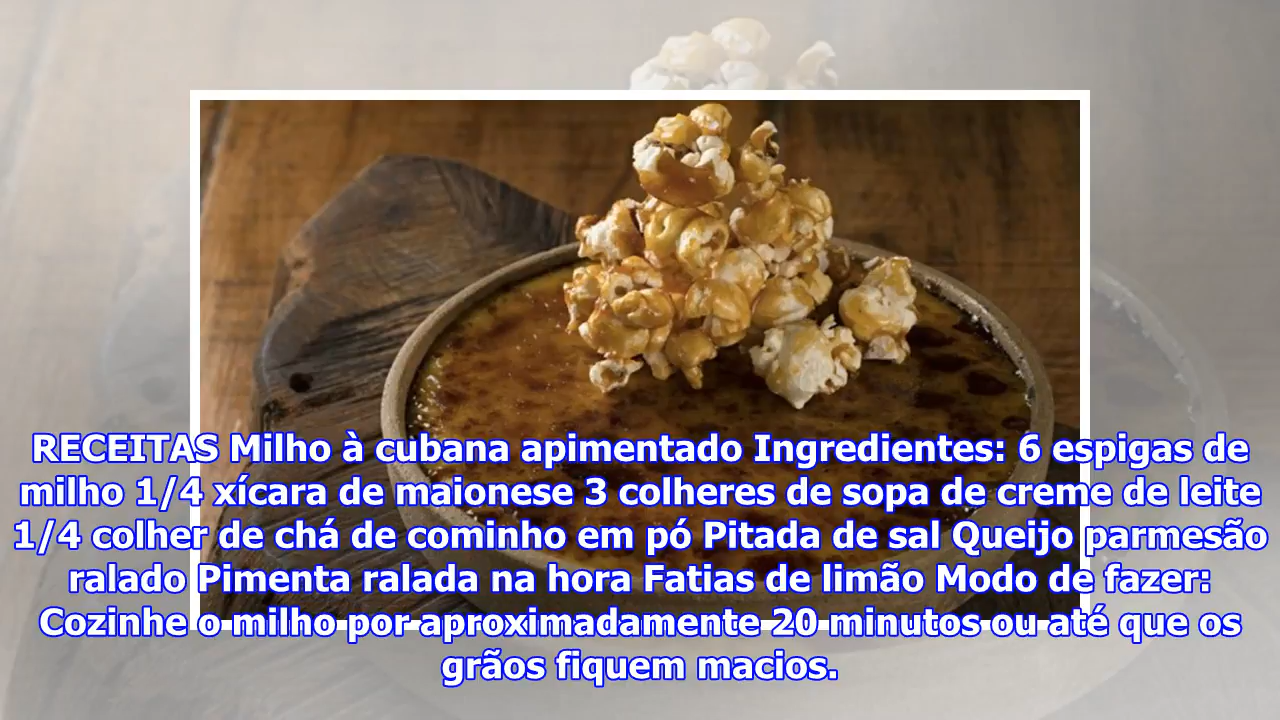 RECEITAS Milho à cubana apimentado Ingredientes: 6 espigas de
milho 1/4 xícara de maionese 3 colheres de sopa de creme de leite
1/4 colher de chá de cominho em pó Pitada de sal Queijo parmesão
ralado Pimenta ralada na hora Fatias de limão Modo de fazer:
Cozinhe o milho por aproximadamente 20 minutos ou até que os
grãos fiquem macios.